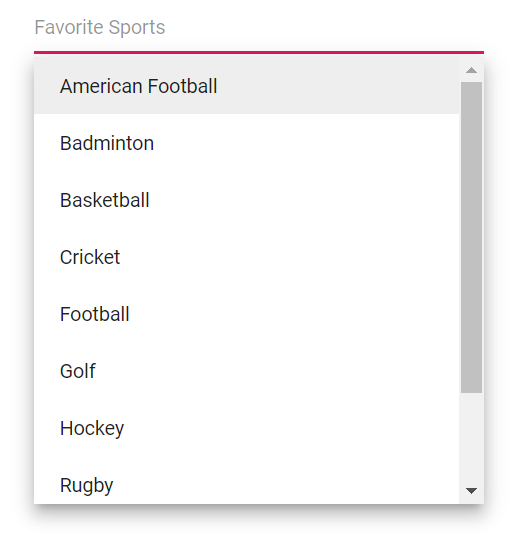 Favorite Sports
American Football
Badminton
Basketball
Cricket
Football
Golf
Hockey
Rugby